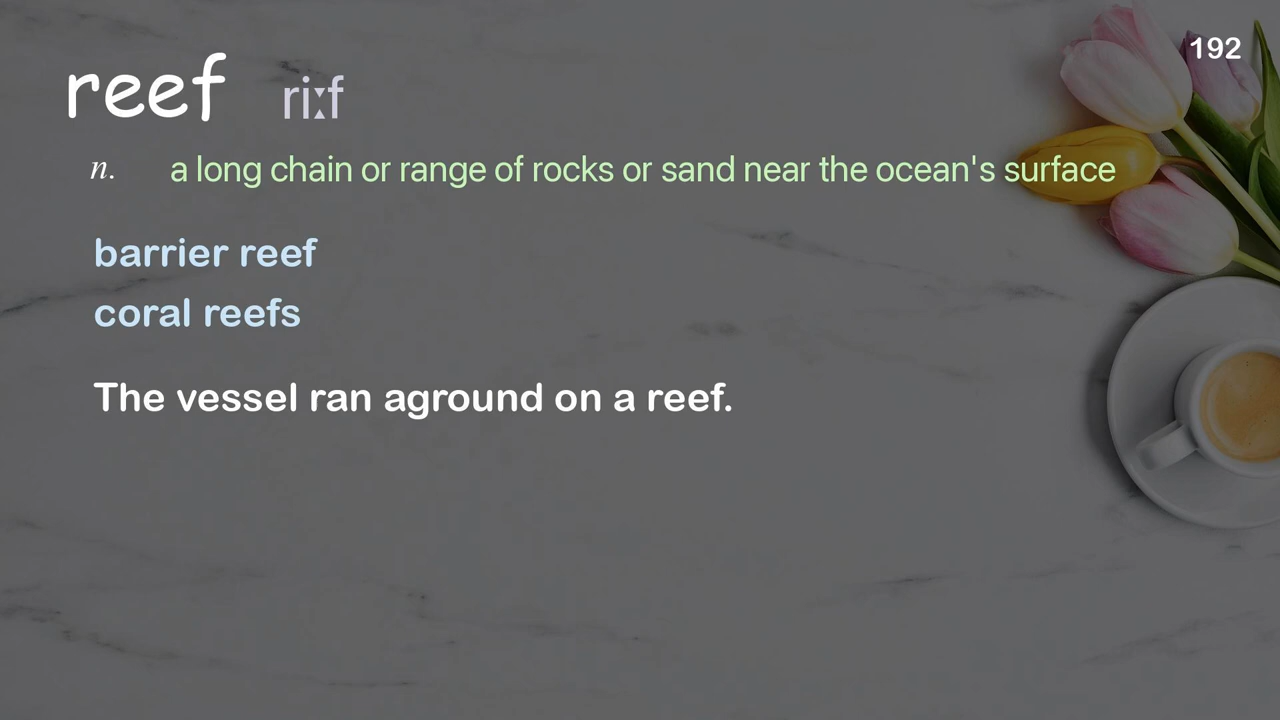 192
reef riːf
n. a long chain or range of rocks or sand near the ocean's surface
barrier reef
coral reefs
The vessel ran aground on a reef.